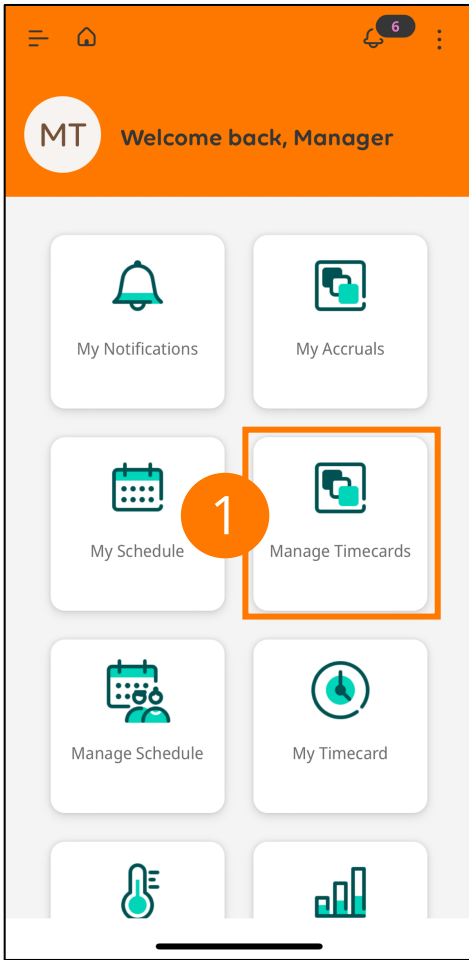 6
MT
Welcome back, Manager
My Notifications
My Accruals
My Schedule
1
Manage Timecards
Manage Schedule
My Timecard